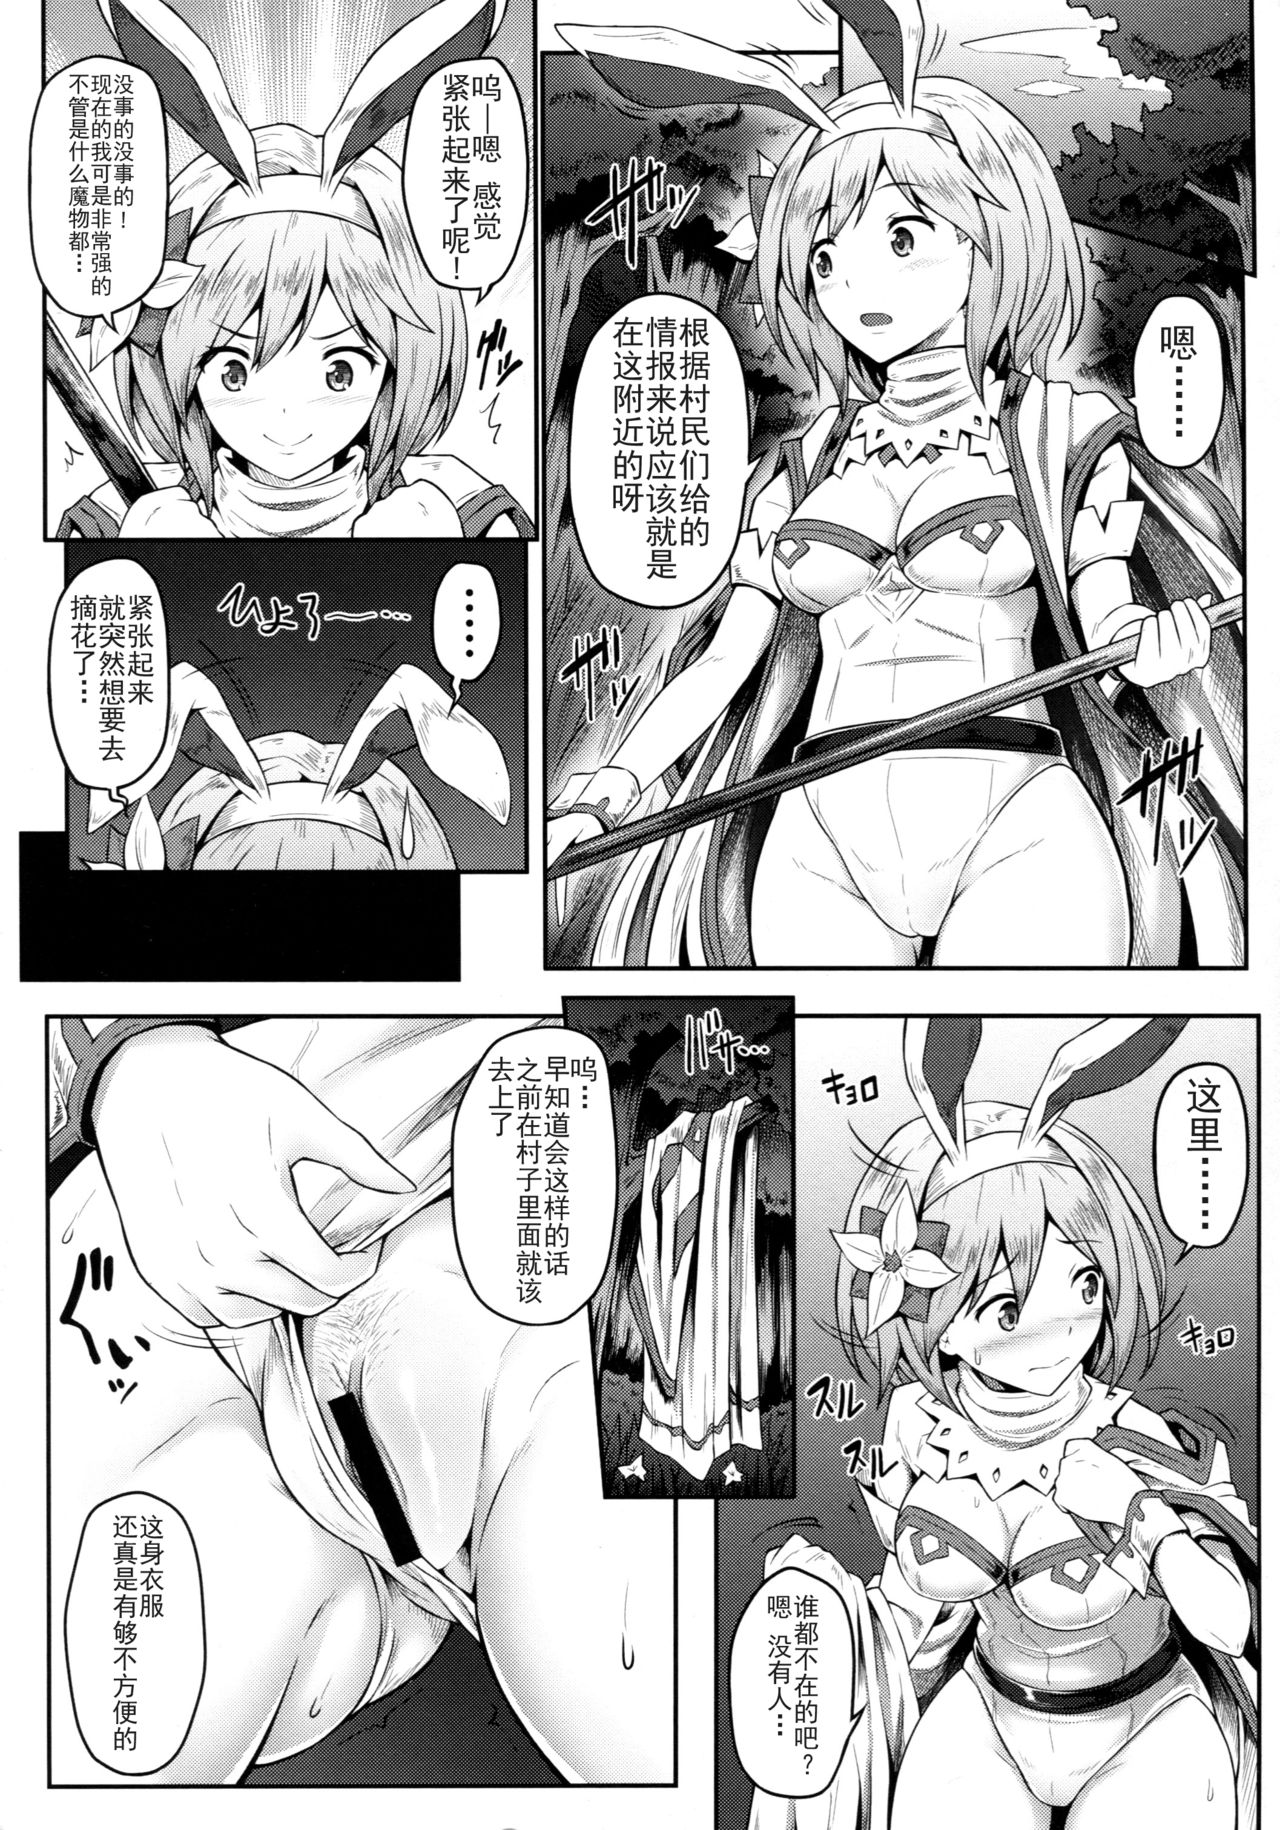 嗯……
根据村民们给的
情报来说应该就是
在这附近的呀
ザッ
ザッ
ザッ
ザッ
呜—嗯 感觉
紧张起来了呢！
没事的没事的！
现在的我可是非常强的
不管是什么魔物都…
グッ
……
ひょろ～…
紧张起来
就突然想要去
摘花了…
这里……
キョロ
キョロ
スル
スル
谁都不在的吧？
嗯 没有人…
バサ…
呜…
早知道会这样的话
之前在村子里面就该
去上了
ぐい
这身衣服
还真是有够不方便的